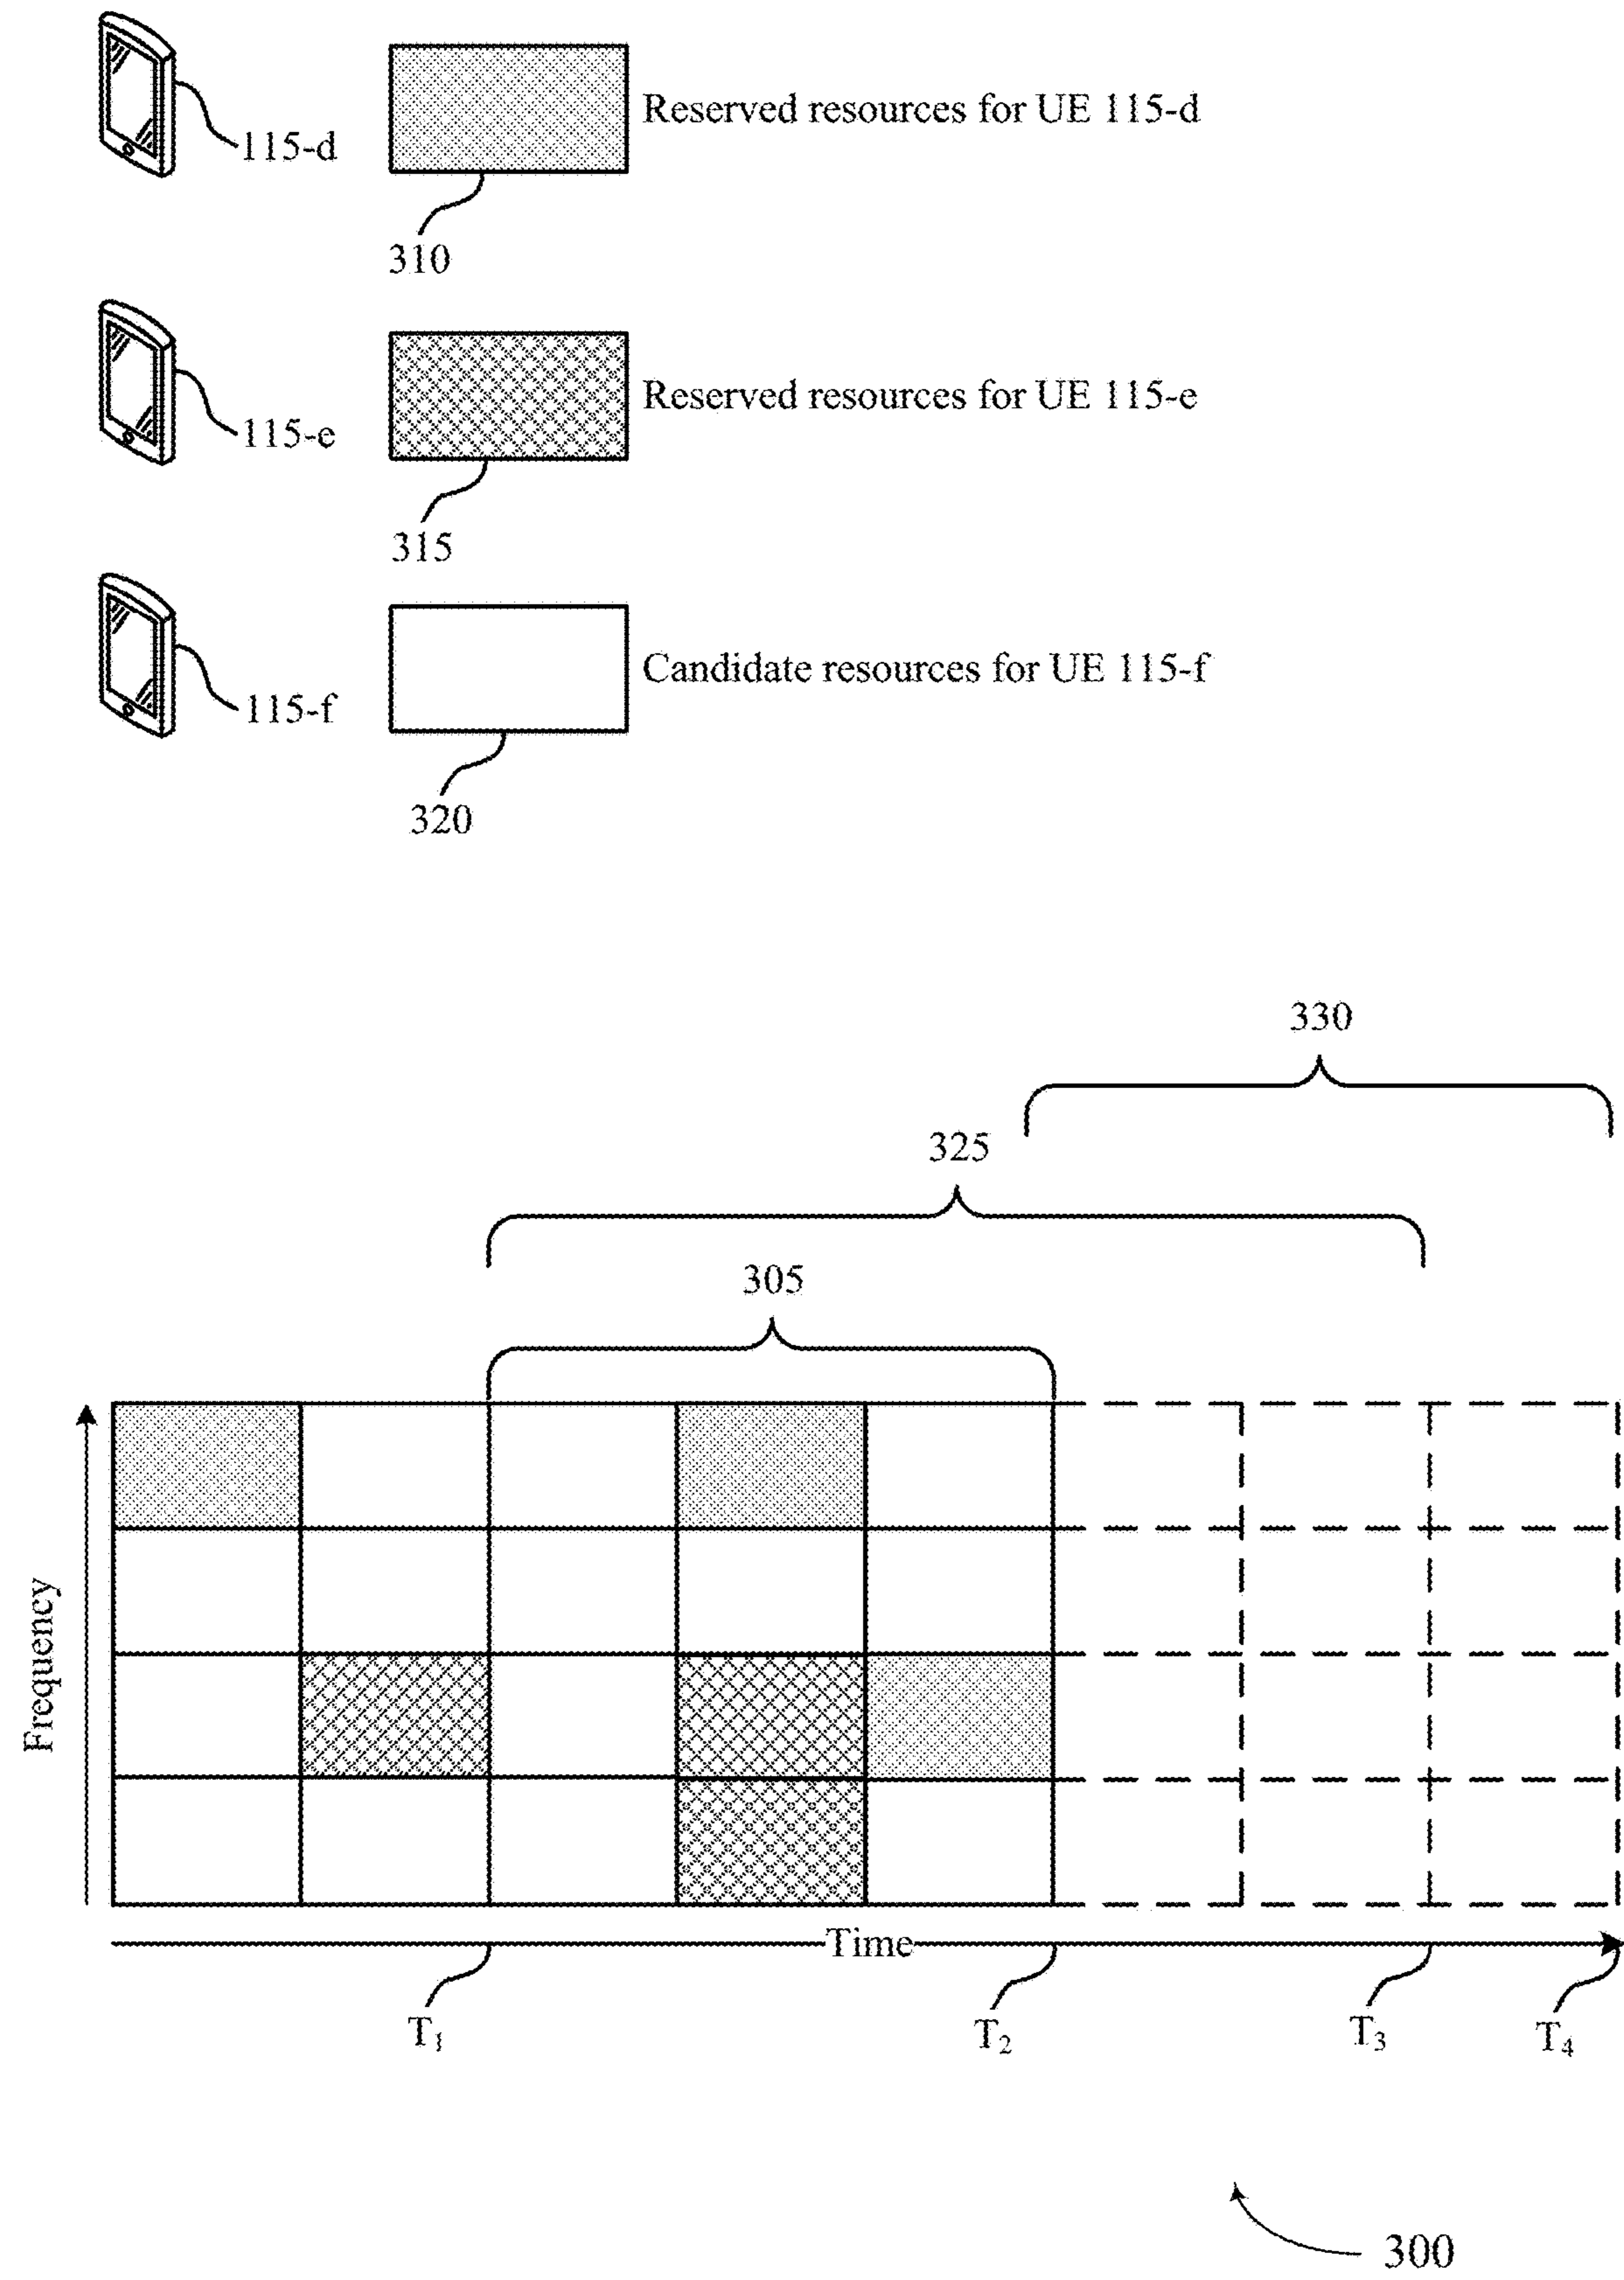 115-d
Reserved resources for UE 115-d
310
115-e
Reserved resources for UE 115-e
315
115-f
Candidate resources for UE 115-f
320
330
325
305
Frequency
Time
T1
T2
T3
T4
300